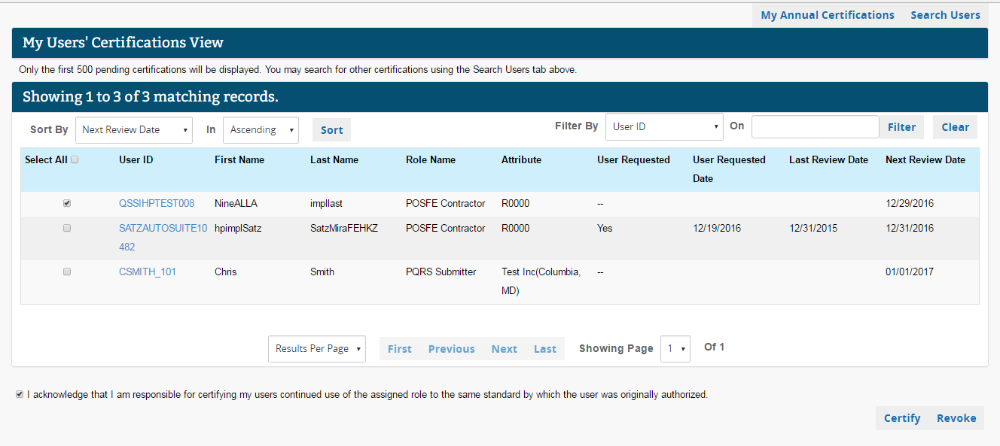 My Annual Certifications Search Users
My Users' Certifications View
Only the first 500 pending certifications will be displayed. You may search for other certifications using the Search Users tab above.
Showing 1 to 3 of 3 matching records.
Sort By Next Review Date In Ascending Sort Filter By User ID On Filter Clear
Select All User ID First Name Last Name Role Name Attribute User Requested User Requested Last Review Date Next Review Date
Date
QSSIHPTEST008 NineALLA impllast POSFE Contractor R0000 -- 12/29/2016
SATZAUTOSUITE10 hpimplSatz SatzMiraFEHKZ POSFE Contractor R0000 Yes 12/19/2016 12/31/2015 12/31/2016
482
CSMITH_101 Chris Smith PQRS Submitter Test Inc(Columbia, -- 01/01/2017
MD)
Results Per Page First Previous Next Last Showing Page 1 Of 1
I acknowledge that I am responsible for certifying my users continued use of the assigned role to the same standard by which the user was originally authorized.
Certify Revoke